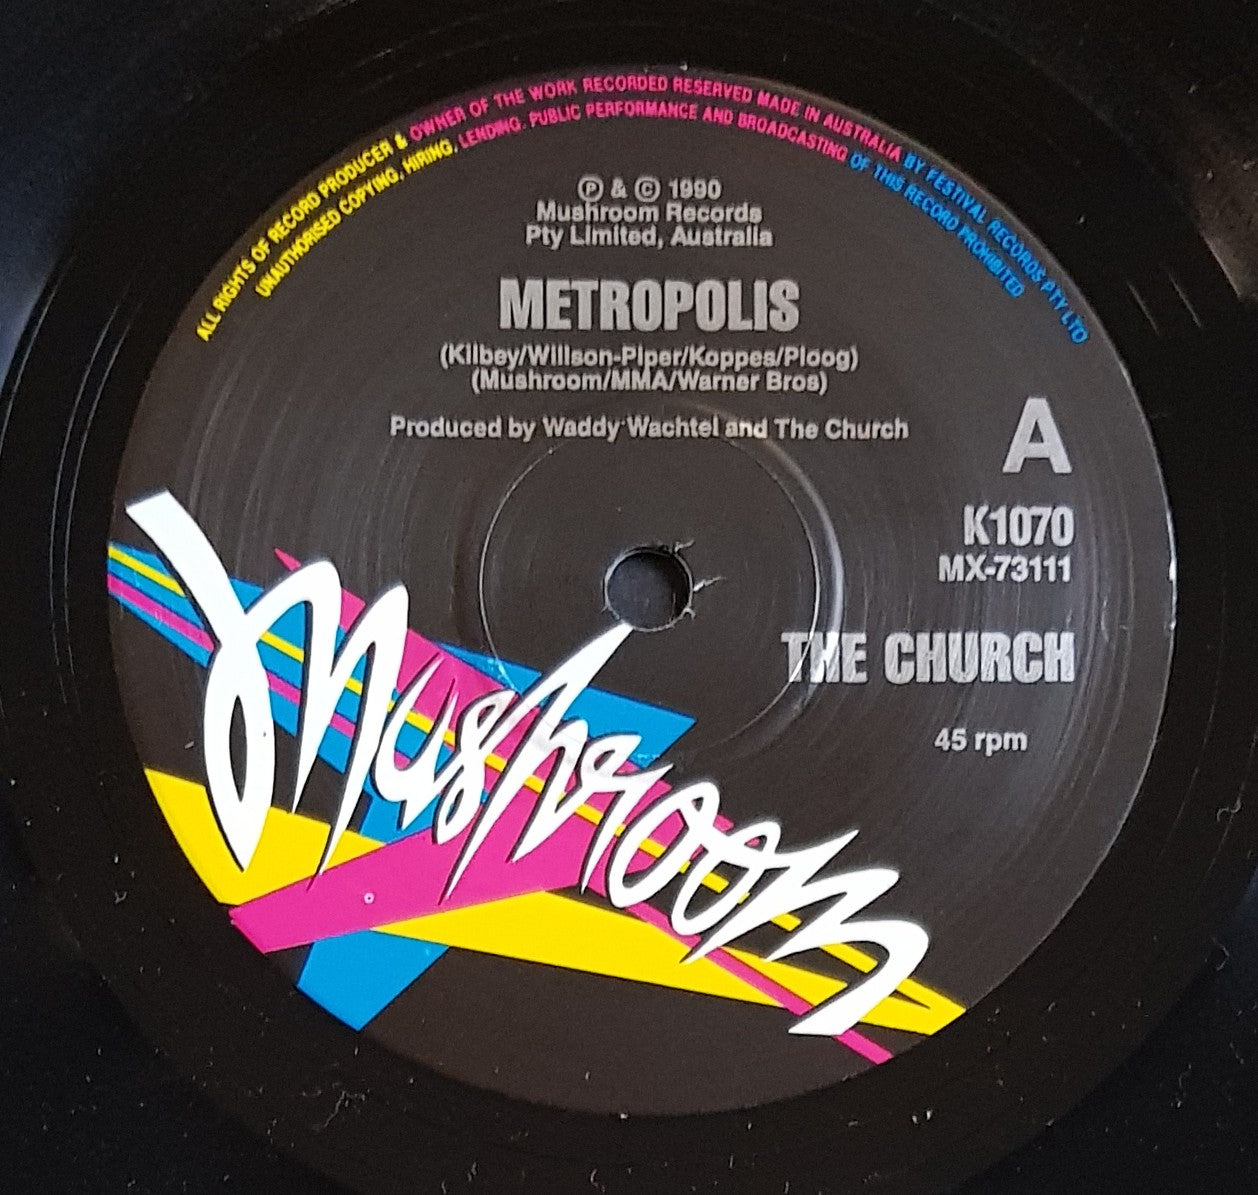 ALL RIGHTS OF RECORD PRODUCER & OWNER OF THE WORK RECORDED RESERVED MADE IN AUSTRALIA BY FESTIVAL RECORDS PTY LTD
UNAUTHORISED COPYING, HIRING, LENDING, PUBLIC PERFORMANCE AND BROADCASTING OF THIS RECORD PROHIBITED
℗ & © 1990
Mushroom Records
Pty Limited, Australia
METROPOLIS
(Kilbey/Willson-Piper/Koppes/Ploog)
(Mushroom/MMA/Warner Bros)
Produced by Waddy Wachtel and The Church
A
K1070
MX-73111
THE CHURCH
45 rpm
Mushroom